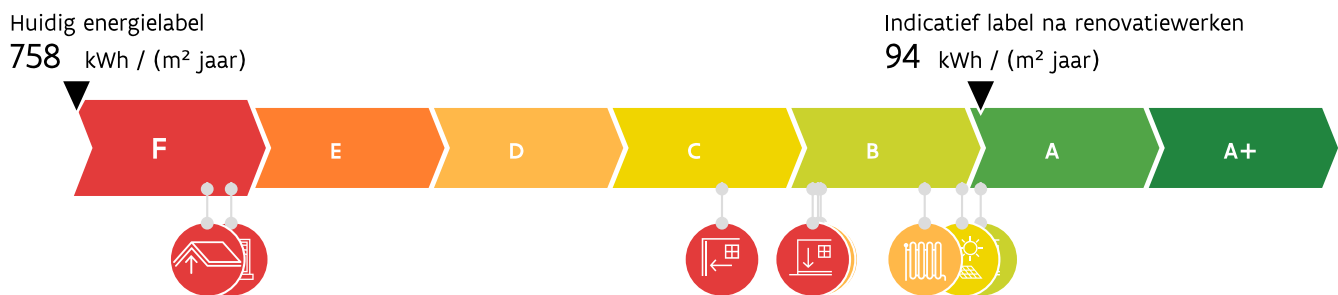 Huidig energielabel
758 kWh / (m² jaar)
Indicatief label na renovatiewerken
94 kWh / (m² jaar)
F E D C B A A+